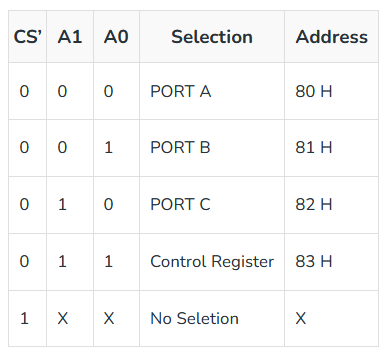 CS’ A1 A0 Selection Address
0 0 0 PORT A 80 H
0 0 1 PORT B 81 H
0 1 0 PORT C 82 H
0 1 1 Control Register 83 H
1 X X No Seletion X